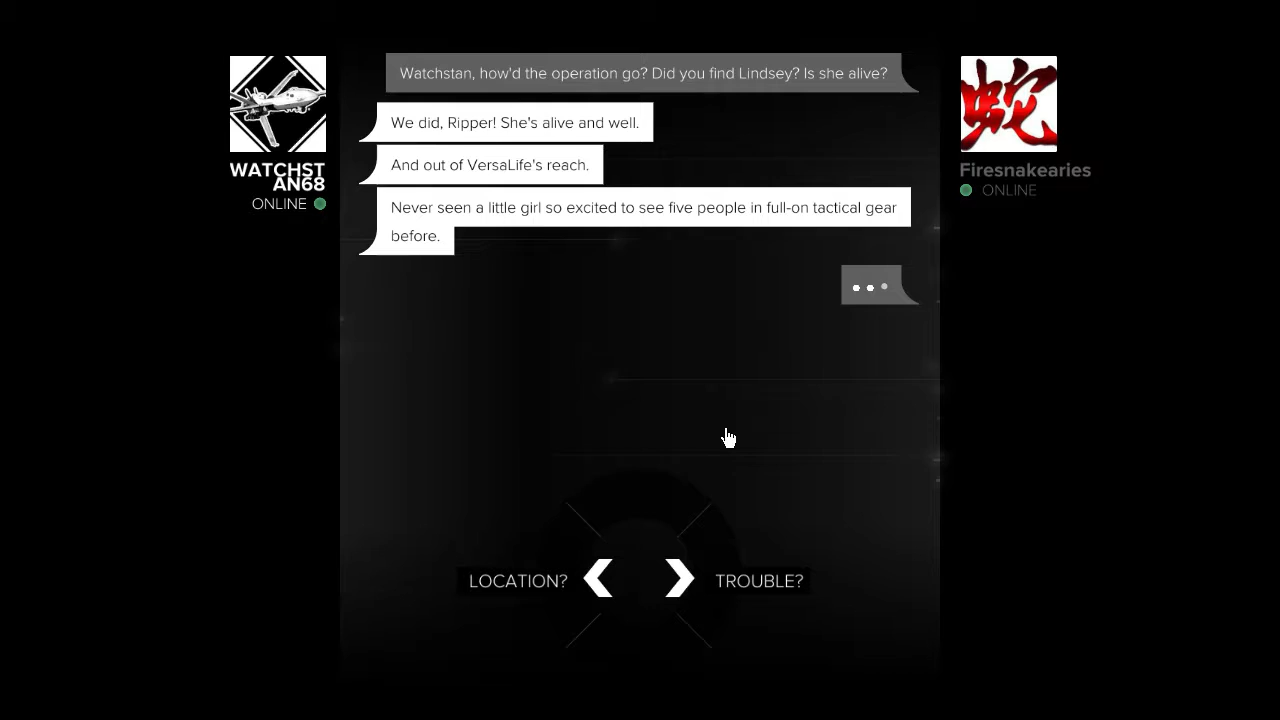 Watchstan, how'd the operation go? Did you find Lindsey? Is she alive?
We did, Ripper! She's alive and well.
And out of VersaLife's reach.
Never seen a little girl so excited to see five people in full-on tactical gear
before.
WATCHST
AN68
ONLINE
蛇
Firesnakearies
ONLINE
LOCATION?
TROUBLE?